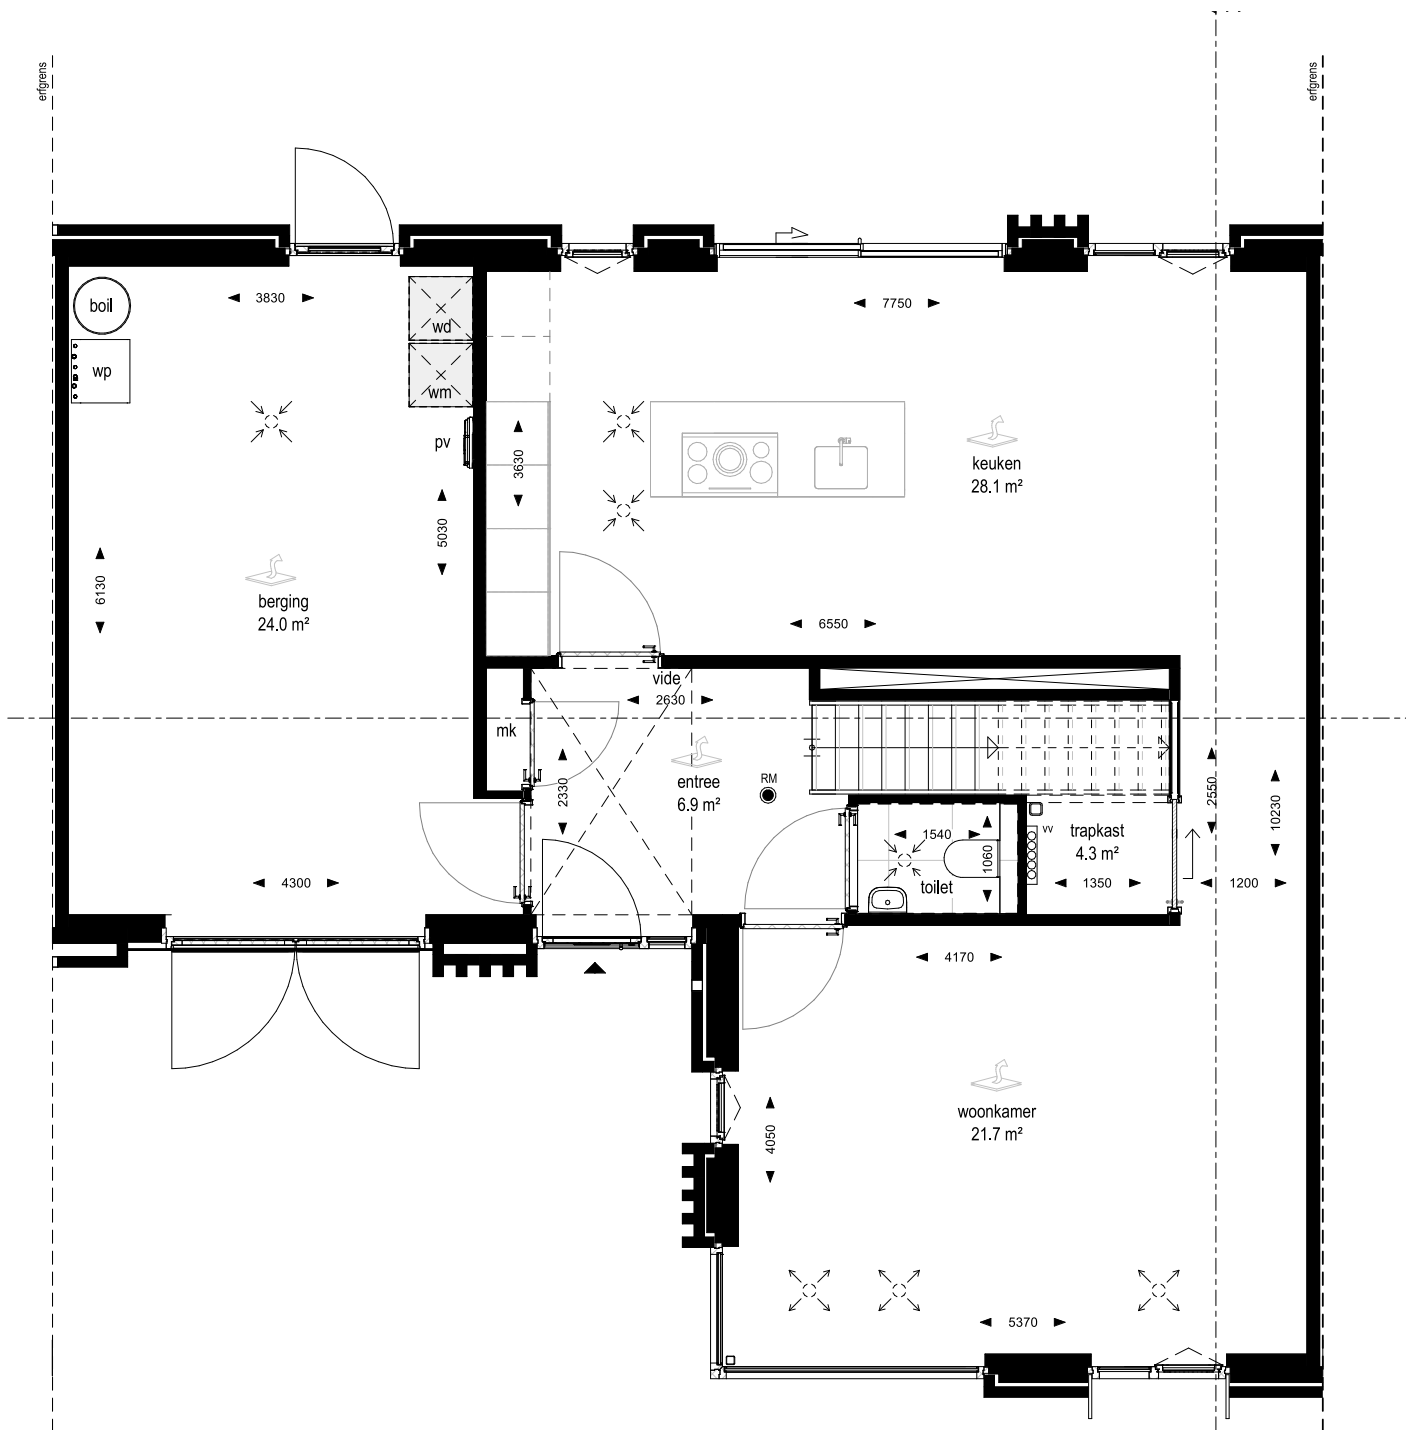 erfgrens
erfgrens
boil
3830
wd
7750
wp
wm
pv
3630
keuken
28.1 m²
5030
6130
berging
24.0 m²
6550
vide
2630
mk
entree
6.9 m²
RM
2330
2550
10230
vv
trapkast
4.3 m²
1540
1060
toilet
4300
1350
1200
4170
woonkamer
21.7 m²
4050
5370